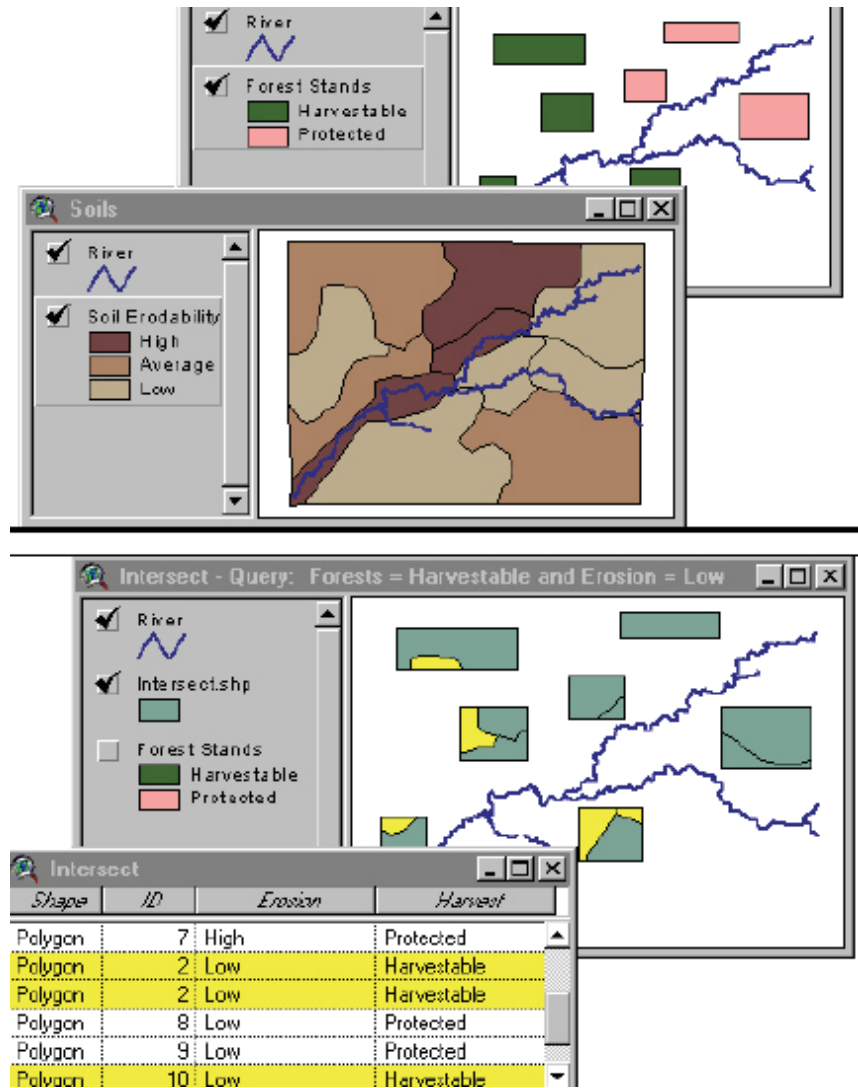 River
Forest Stands
Harvestable
Protected
Soils
River
Soil Erodability
High
Average
Low
Intersect - Query: Forests = Harvestable and Erosion = Low
River
Intersect.shp
Forest Stands
Harvestable
Protected
Intersect
Shape ID Erosion Harvest
Polygon 7 High Protected
Polygon 2 Low Harvestable
Polygon 2 Low Harvestable
Polygon 8 Low Protected
Polygon 9 Low Protected
Polygon 10 Low Harvestable